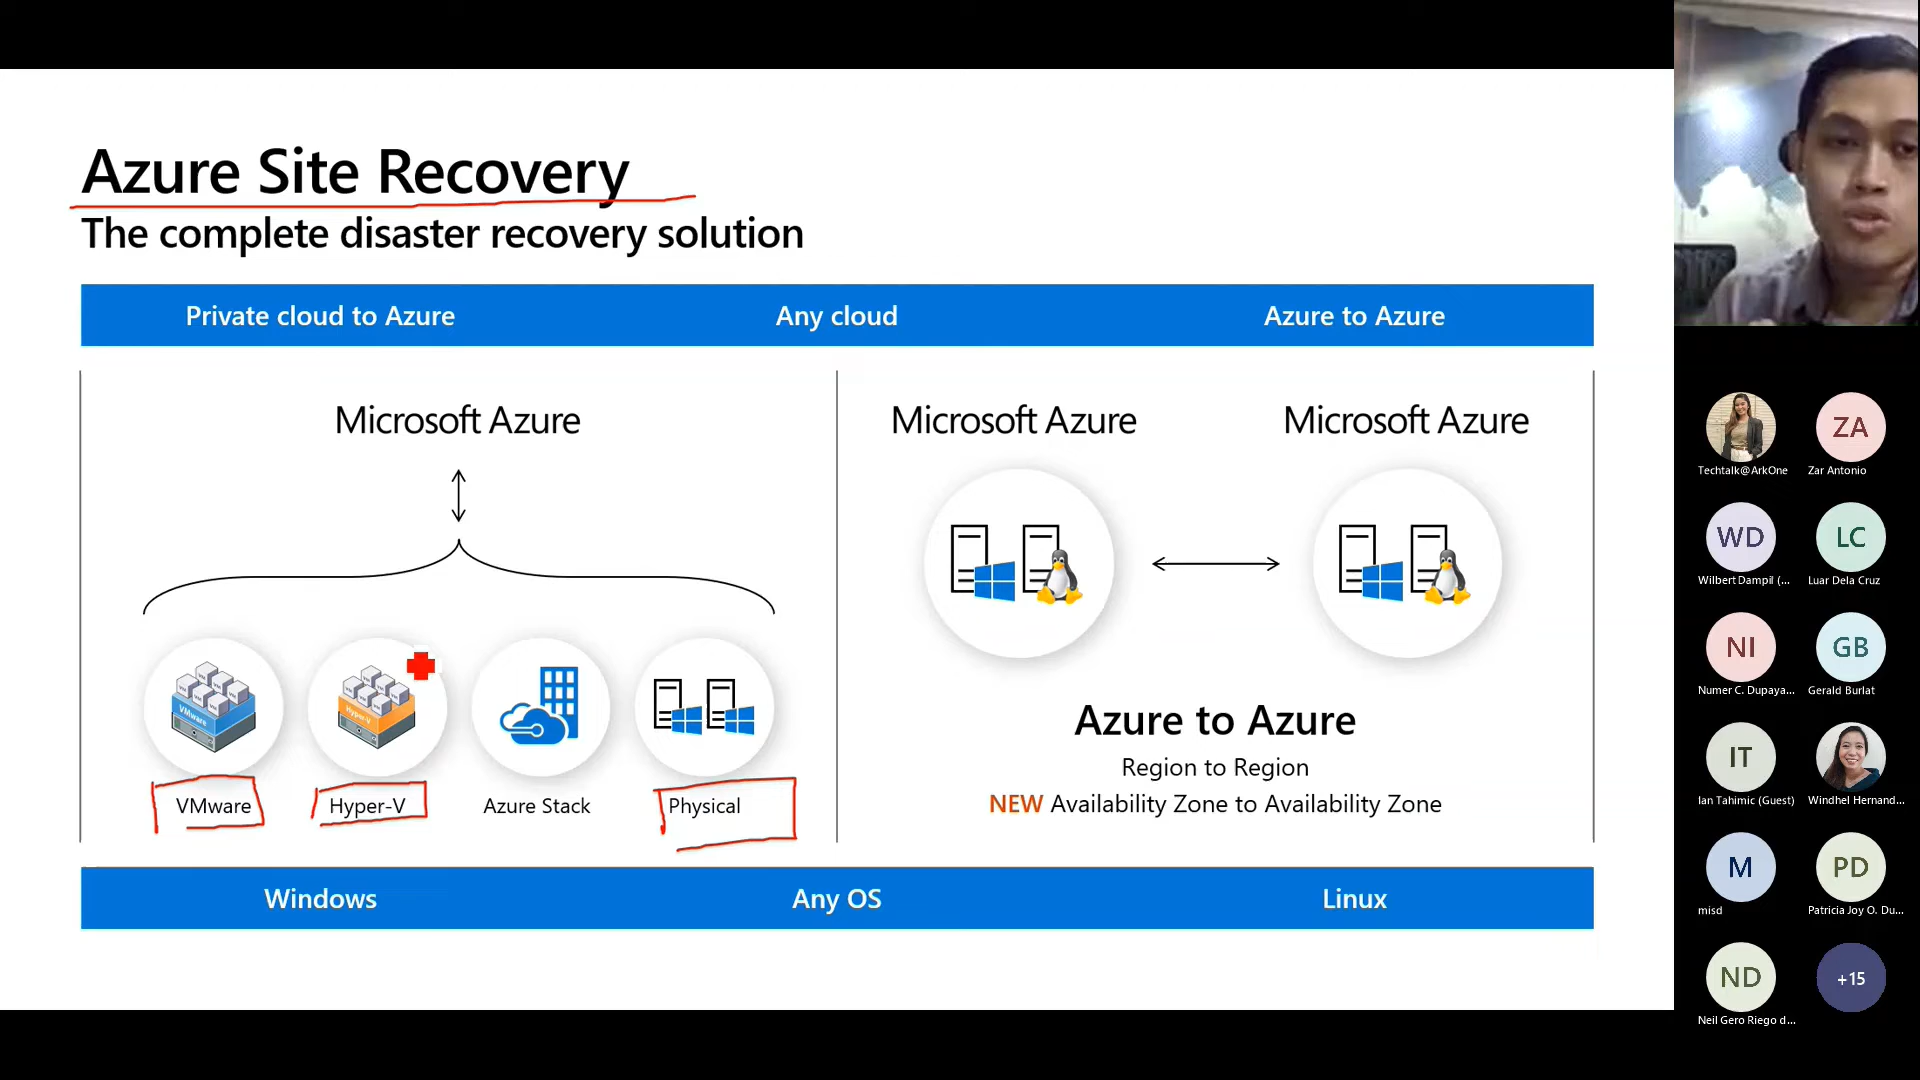 Azure Site Recovery
The complete disaster recovery solution
Private cloud to Azure
Any cloud
Azure to Azure
Microsoft Azure
Microsoft Azure
Microsoft Azure
VMware
Hyper-V
VMware
Hyper-V
Azure Stack
Physical
Azure to Azure
Region to Region
NEW Availability Zone to Availability Zone
Windows
Any OS
Linux
Techtalk@ArkOne
ZA
Zar Antonio
WD
Wilbert Dampil (...
LC
Luar Dela Cruz
NI
Numer C. Dupaya...
GB
Gerald Burlat
IT
Ian Tahimic (Guest)
Windhel Hernand...
M
misd
PD
Patricia Joy O. Du...
ND
Neil Gero Riego d...
+15